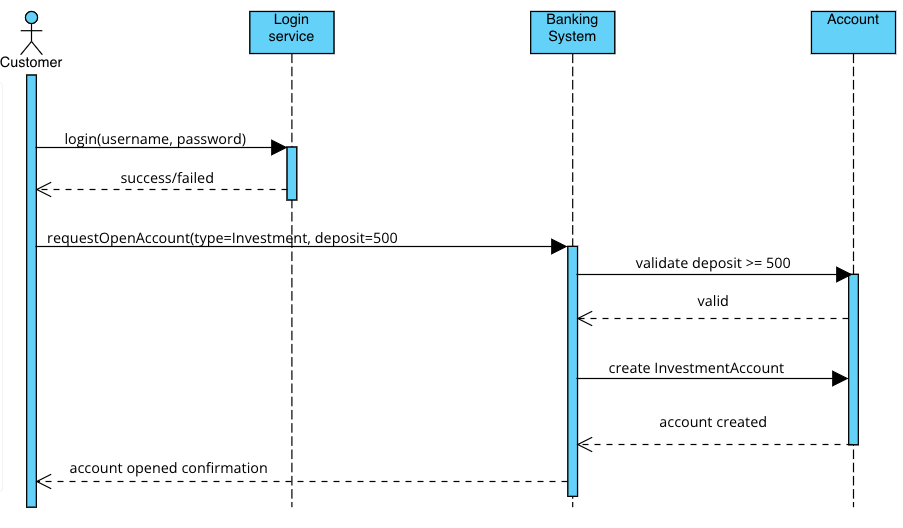 Customer
Login
service
Banking
System
Account
login(username, password)
success/failed
requestOpenAccount(type=Investment, deposit=500
validate deposit >= 500
valid
create InvestmentAccount
account created
account opened confirmation